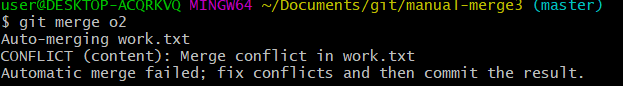 user@DESKTOP-ACQRKVQ MINGW64 ~/Documents/git/manual-merge3 (master)
$ git merge o2
Auto-merging work.txt
CONFLICT (content): Merge conflict in work.txt
Automatic merge failed; fix conflicts and then commit the result.